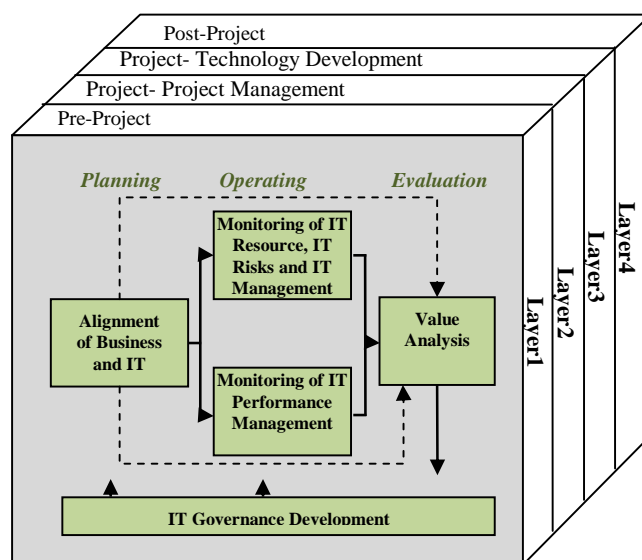 Post-Project
Project- Technology Development
Project- Project Management
Pre-Project
Planning
Operating
Evaluation
Monitoring of IT
Resource, IT
Risks and IT
Management
Alignment
of Business
and IT
Value
Analysis
Monitoring of IT
Performance
Management
IT Governance Development
Layer1
Layer2
Layer3
Layer4